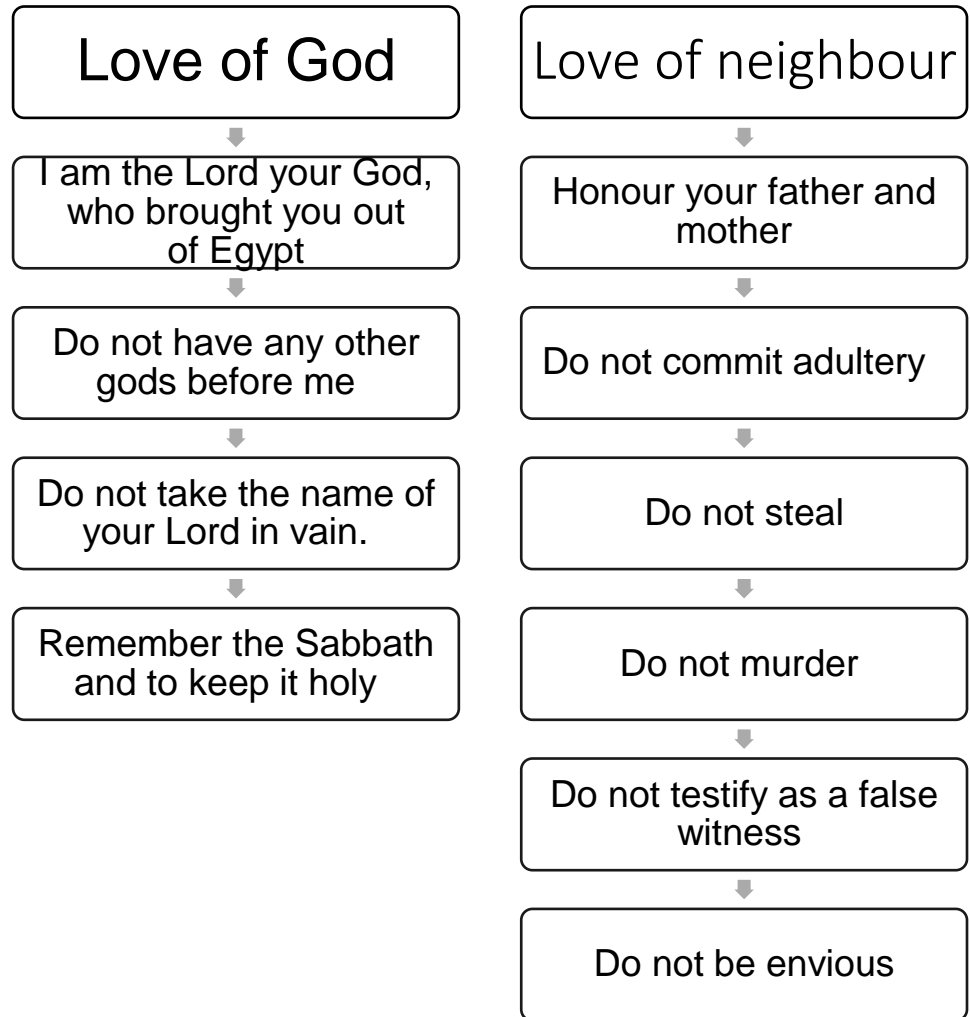 Love of God
I am the Lord your God,
who brought you out
of Egypt
Do not have any other
gods before me
Do not take the name of
your Lord in vain.
Remember the Sabbath
and to keep it holy
Love of neighbour
Honour your father and
mother
Do not commit adultery
Do not steal
Do not murder
Do not testify as a false
witness
Do not be envious